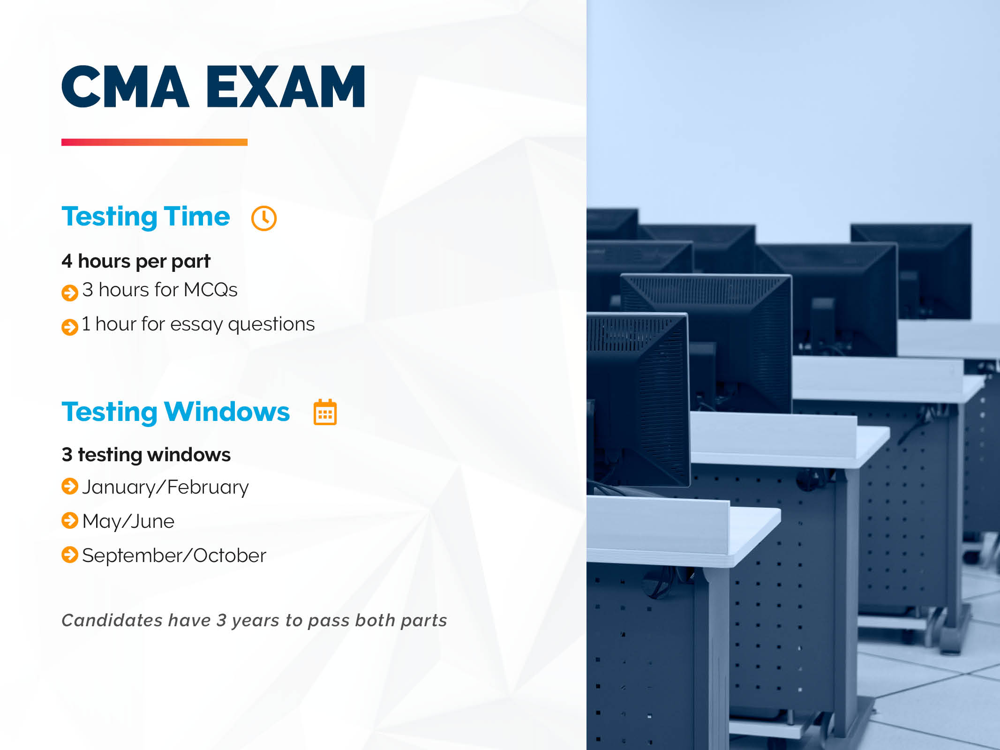 CMA EXAM
Testing Time
4 hours per part
3 hours for MCQs
1 hour for essay questions
Testing Windows
3 testing windows
January/February
May/June
September/October
Candidates have 3 years to pass both parts